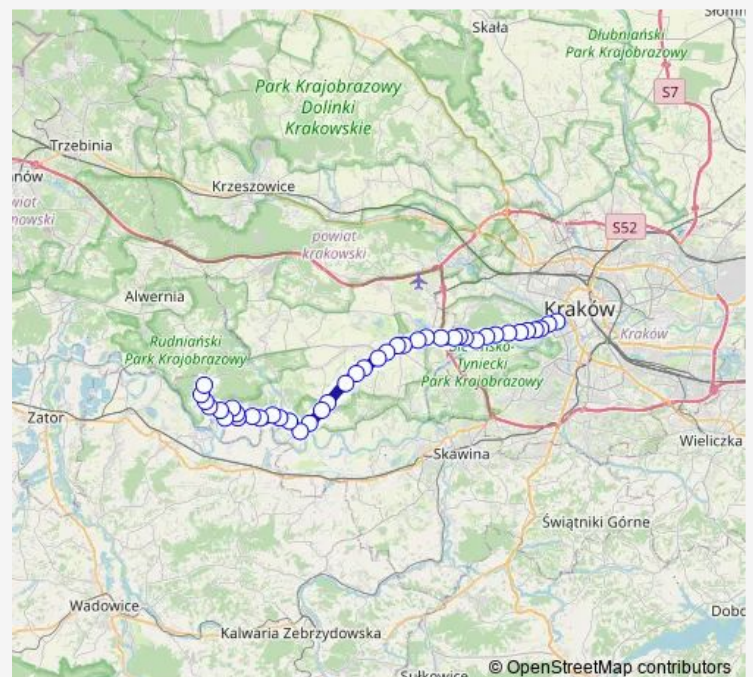 Skała
Słomn
Dłubniański
Park Krajobrazowy
S7
Park Krajobrazowy
Dolinki
Krakowskie
Trzebinia
nów
Krzeszowice
wiat
nowski
powiat
krakowski
S52
Alwernia
Kraków
Kraków
Rudniański
Park Krajobrazowy
Tyniecki
Park Krajobrazowy
Zator
Wieliczka
Skawina
Świątniki Górne
Wadowice
Dobc
Kalwaria Zebrzydowska
Sułkowice
© OpenStreetMap contributors